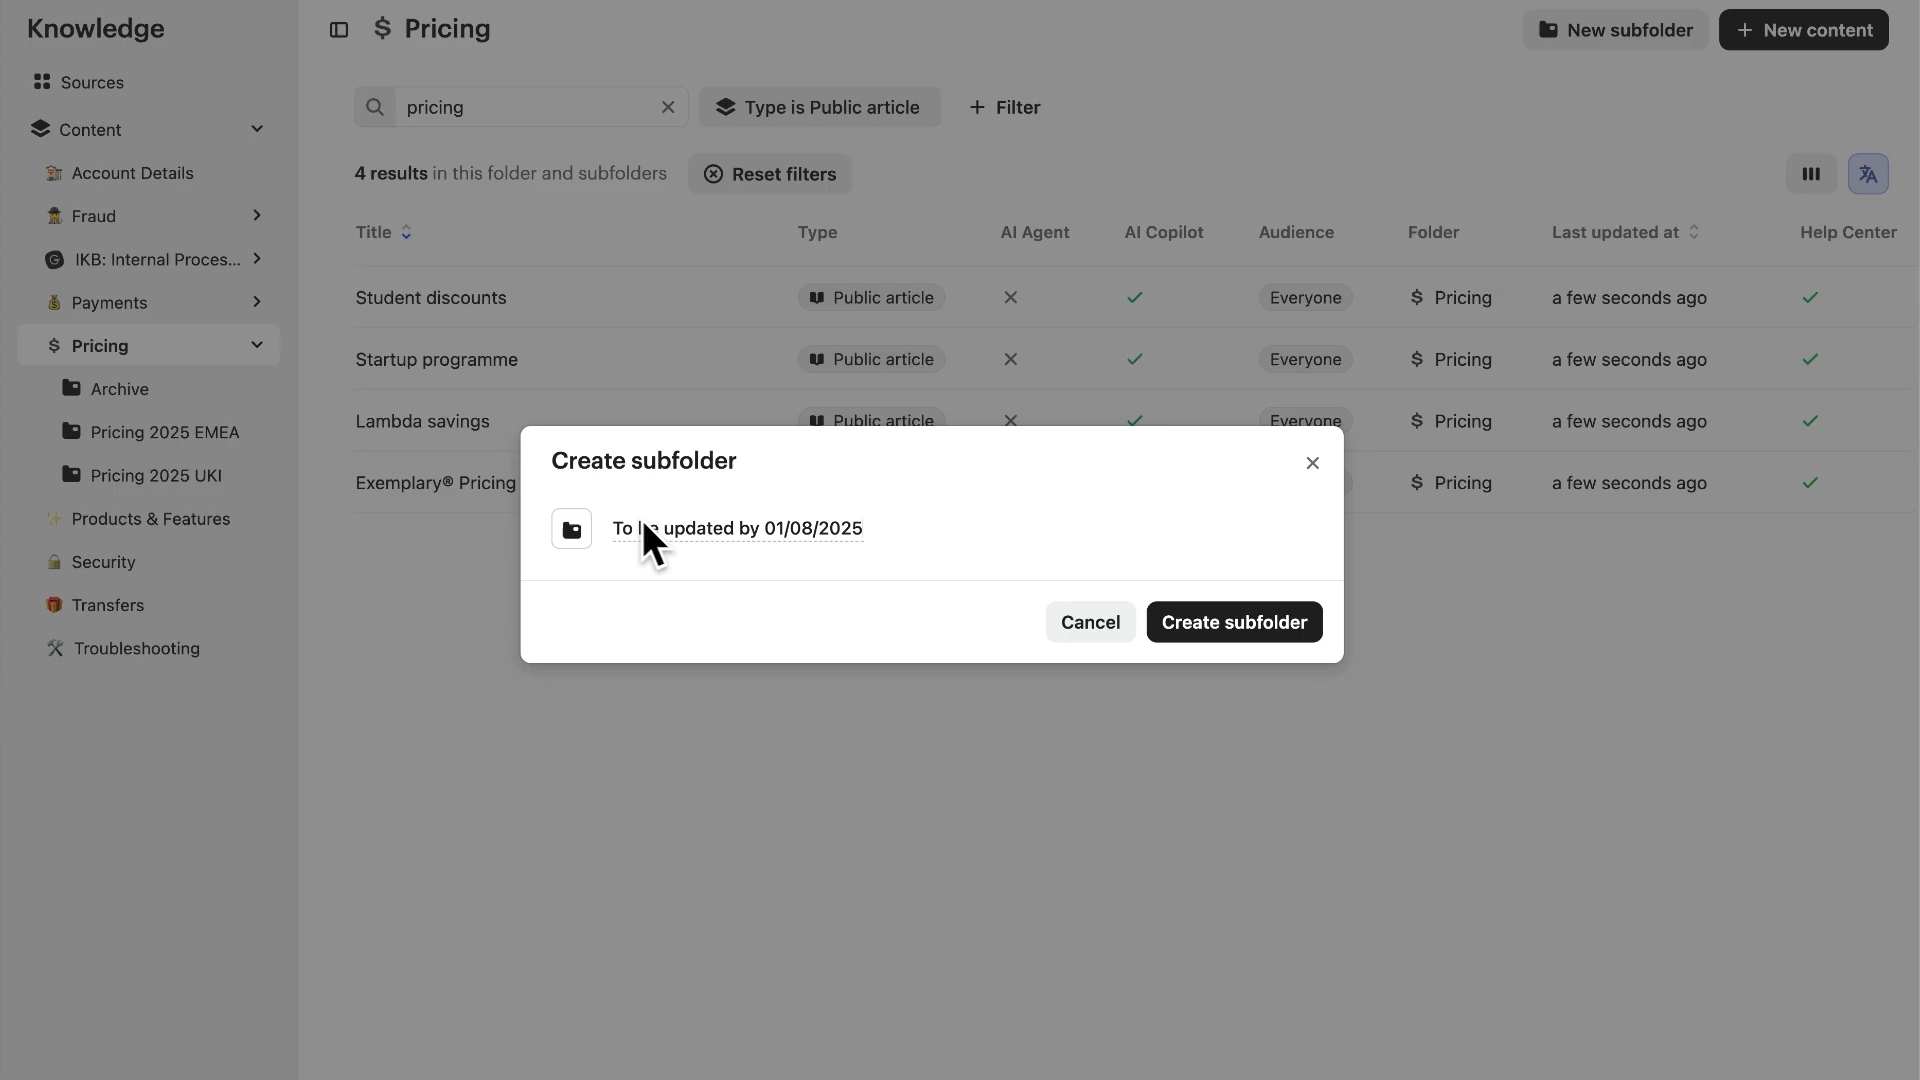 Knowledge
Sources
Content
Account Details
Fraud
IKB: Internal Proces...
Payments
Pricing
Archive
Pricing 2025 EMEA
Pricing 2025 UKI
Products & Features
Security
Transfers
Troubleshooting
$ Pricing
New subfolder
+ New content
pricing
Type is Public article
+ Filter
4 results in this folder and subfolders
Reset filters
Title Type AI Agent AI Copilot Audience Folder Last updated at Help Center
Student discounts Public article Everyone $ Pricing a few seconds ago
Startup programme Public article Everyone $ Pricing a few seconds ago
Lambda savings Public article Everyone $ Pricing a few seconds ago
Exemplary® Pricing $ Pricing a few seconds ago
Create subfolder
To be updated by 01/08/2025
Cancel
Create subfolder